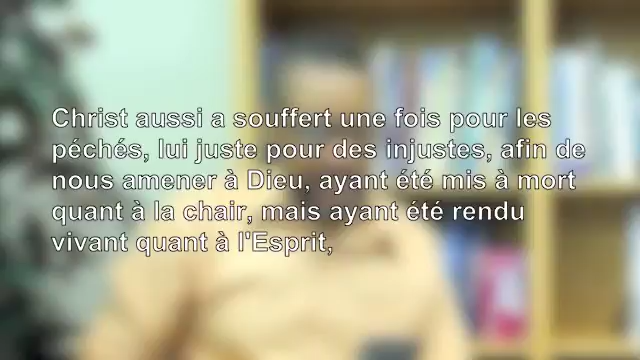 Christ aussi a souffert une fois pour les
péchés, lui juste pour des injustes, afin de
nous amener à Dieu, ayant été mis à mort
quant à la chair, mais ayant été rendu
vivant quant à l'Esprit,